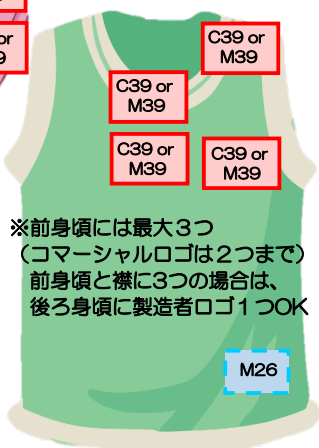 or
9
C39 or
M39
C39 or
M39
C39 or
M39
C39 or
M39
※前身頃には最大３つ
（コマーシャルロゴは２つまで）
前身頃と襟に3つの場合は、
後ろ身頃に製造者ロゴ１つOK
M26